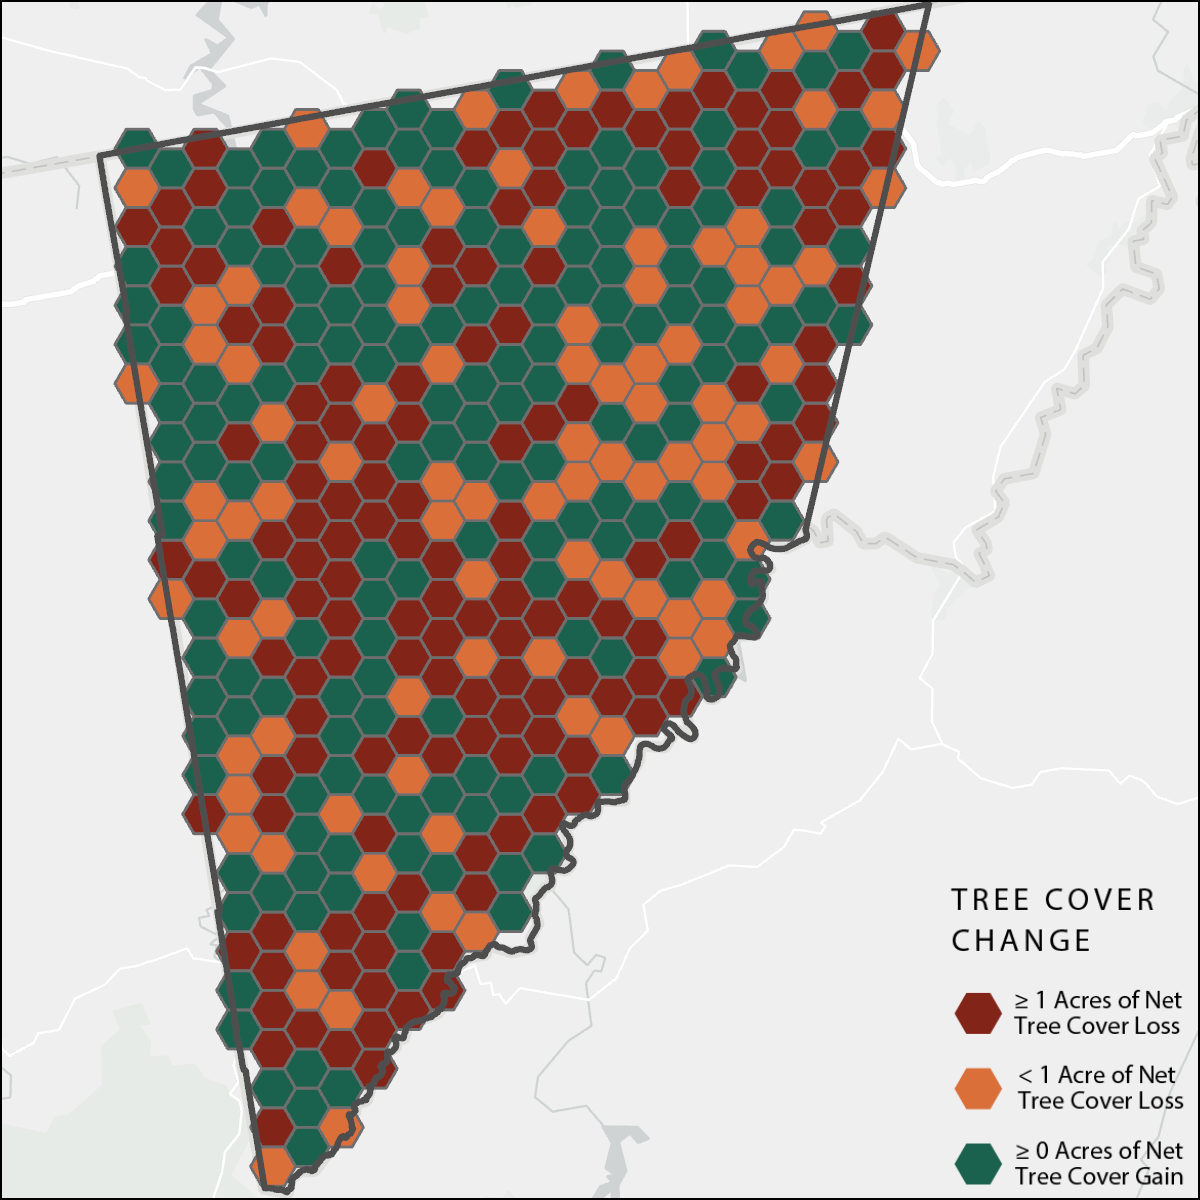 TREE COVER
CHANGE
≥ 1 Acres of Net
Tree Cover Loss
< 1 Acre of Net
Tree Cover Loss
≥ 0 Acres of Net
Tree Cover Gain